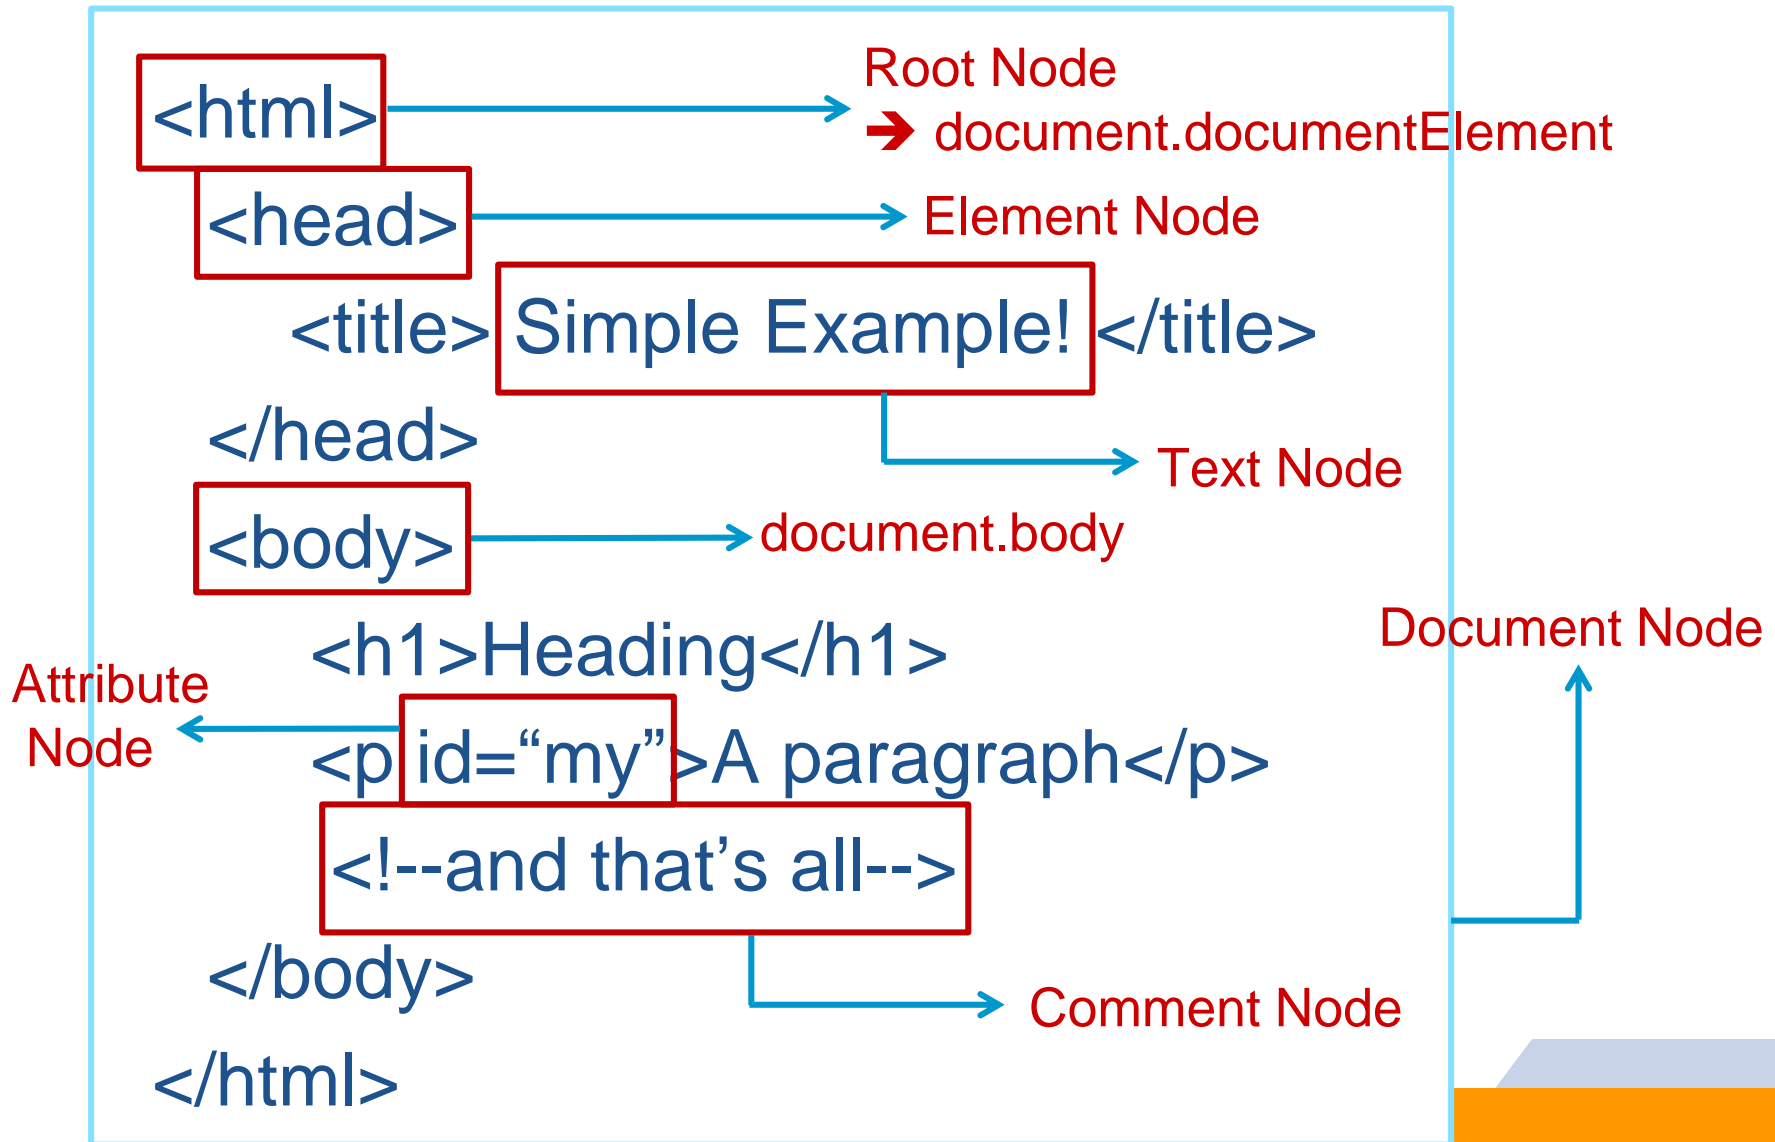 <html>
Root Node
➔ document.documentElement
<head>
Element Node
<title> Simple Example! </title>
</head>
Text Node
<body>
document.body
Document Node
<h1>Heading</h1>
Attribute
Node
<p id=“my”>A paragraph</p>
<!--and that’s all-->
</body>
Comment Node
</html>